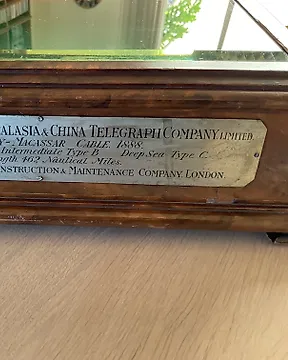 ALASIA & CHINA TELEGRAPH COMPANY LIMITED.
Y-MACASSAR CABLE. 1888.
Intermediate Type B Deep Sea Type C.
ngth 462 Nautical Miles.
ONSTRUCTION & MAINTENANCE COMPANY. LONDON.